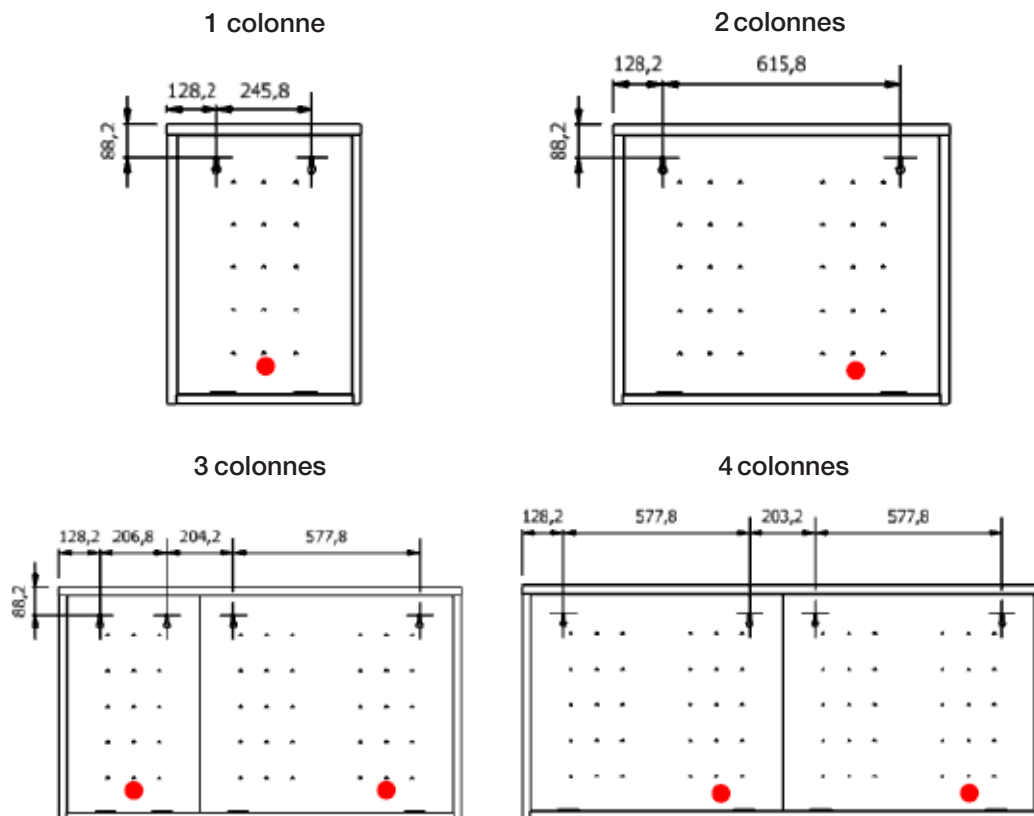 1 colonne
128,2 245,8
88,2
2 colonnes
128,2 615,8
88,2
3 colonnes
128,2 206,8 204,2 577,8
88,2
4 colonnes
128,2 577,8 203,2 577,8